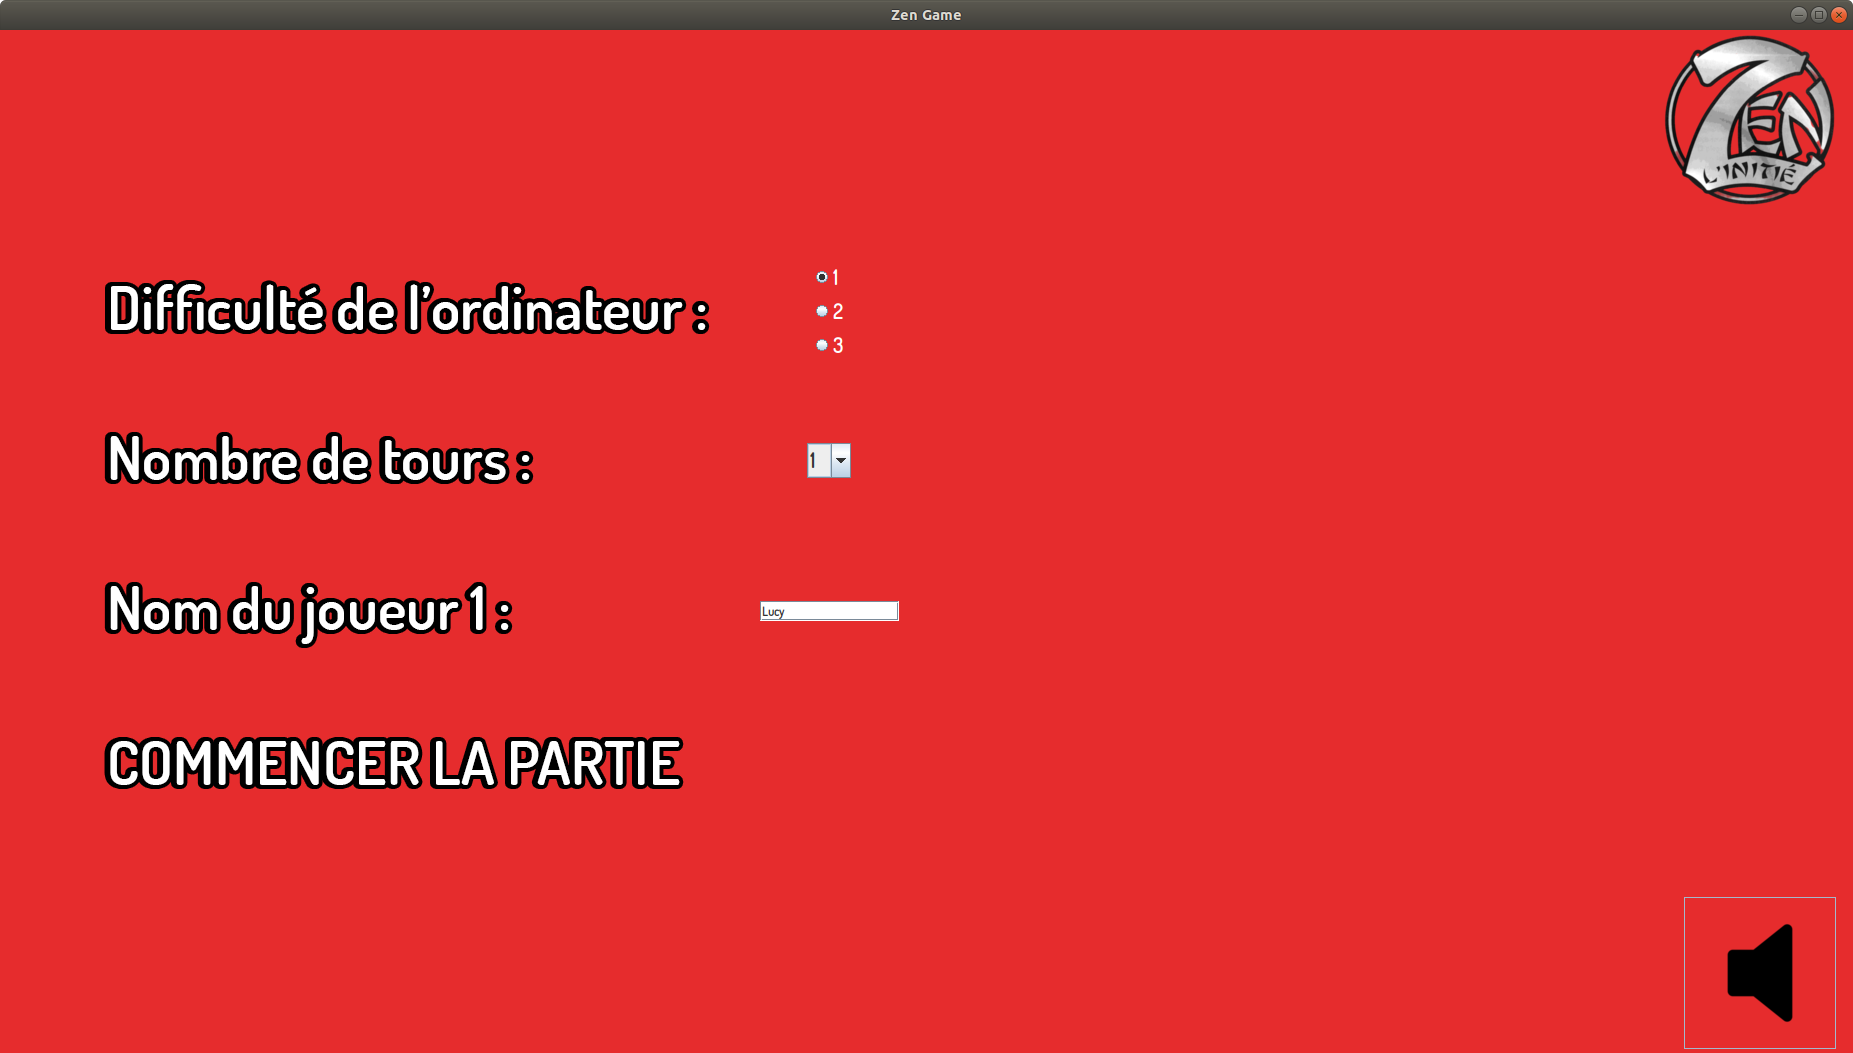 Zen Game
ZEN
L'INITIÉ
Difficulté de l'ordinateur :
1
2
3
Nombre de tours :
1
Nom du joueur 1 :
Lucy
COMMENCER LA PARTIE